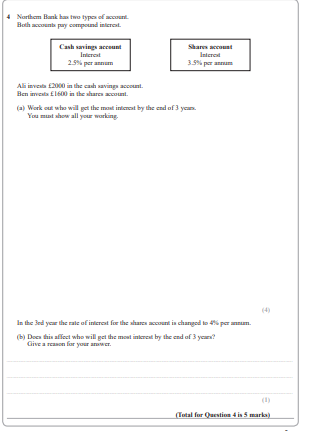 4 Northern Bank has two types of account.
Both accounts pay compound interest.
Cash savings account
Interest
2.5% per annum
Shares account
Interest
3.5% per annum
Ali invests £2000 in the cash savings account.
Ben invests £1600 in the shares account.
(a) Work out who will get the most interest by the end of 3 years.
You must show all your working.
(4)
In the 3rd year the rate of interest for the shares account is changed to 4% per annum.
(b) Does this affect who will get the most interest by the end of 3 years?
Give a reason for your answer.
(1)
(Total for Question 4 is 5 marks)